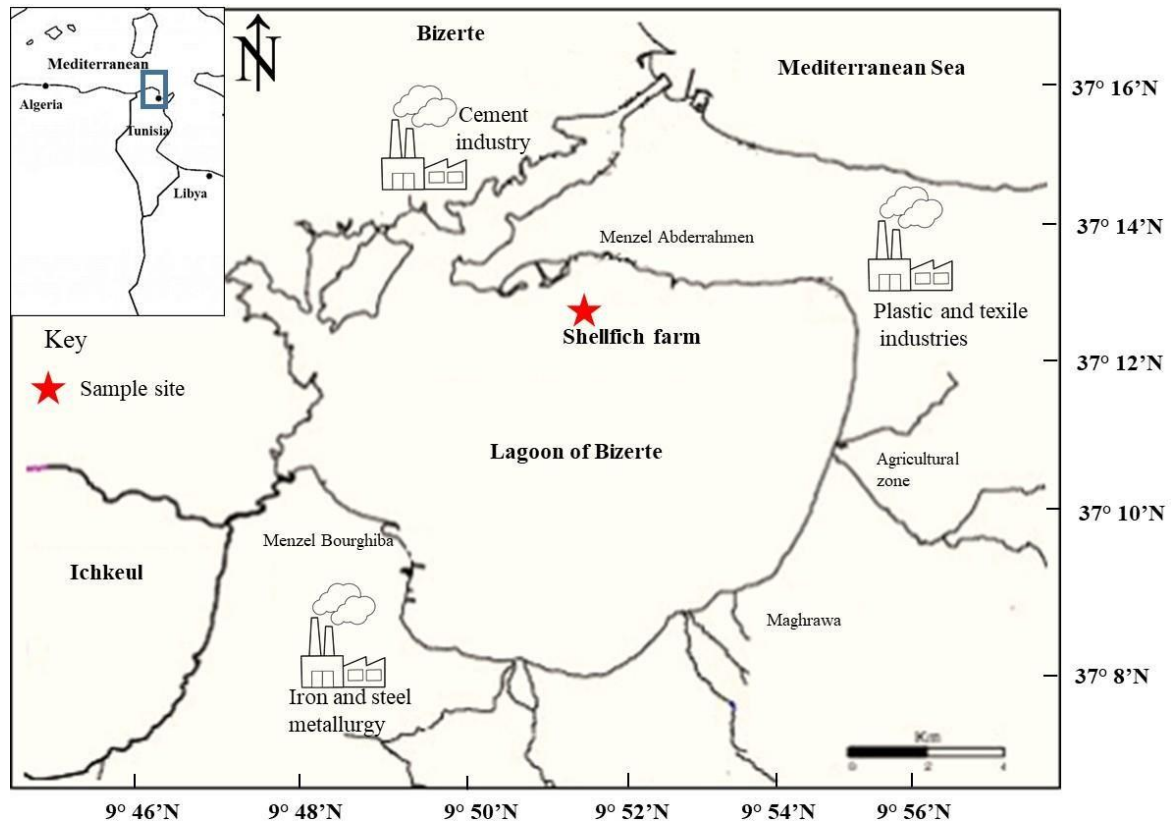 Mediterranean
Algeria
Tunisia
Libya
N
Bizerte
Mediterranean Sea
Cement
industry
37° 16’N
37° 14’N
37° 12’N
37° 10’N
37° 8’N
Menzel Abderrahmen
Plastic and texile
industries
Shellfich farm
Key
Sample site
Lagoon of Bizerte
Agricultural
zone
Menzel Bourghiba
Ichkeul
Maghrawa
Iron and steel
metallurgy
Km
0 2 4
9° 46’N 9° 48’N 9° 50’N 9° 52’N 9° 54’N 9° 56’N